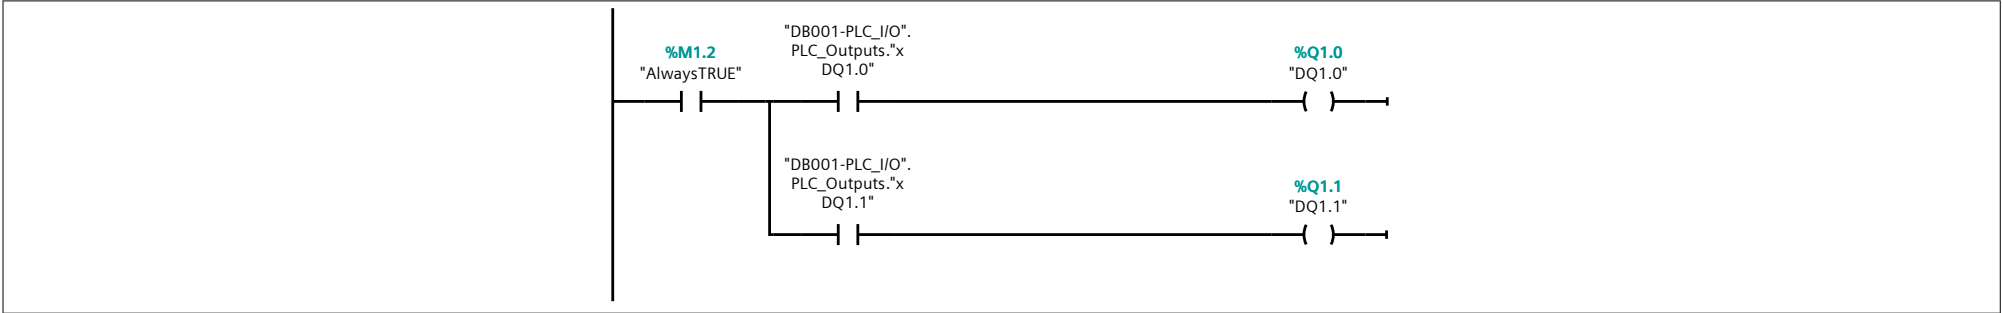 %M1.2
"AlwaysTRUE"
"DB001-PLC_I/O".
PLC_Outputs."x
DQ1.0"
%Q1.0
"DQ1.0"
"DB001-PLC_I/O".
PLC_Outputs."x
DQ1.1"
%Q1.1
"DQ1.1"